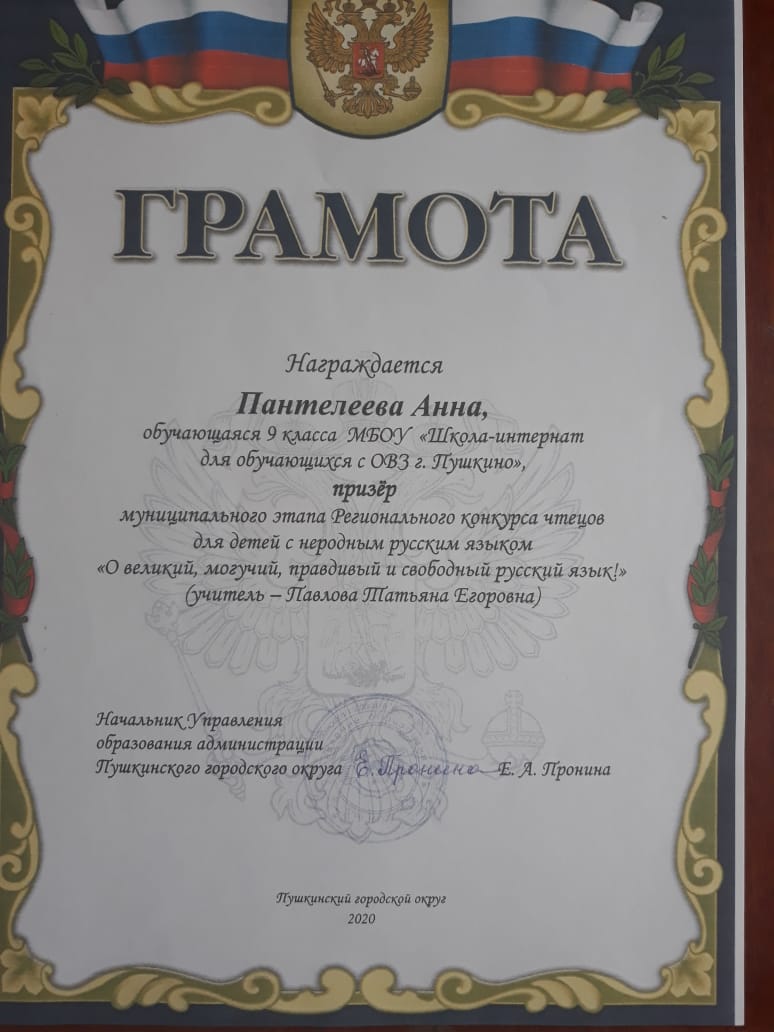 ГРАМОТА
Награждается
Пантелеева Анна,
обучающаяся 9 класса МБОУ «Школа-интернат
для обучающихся с ОВЗ г. Пушкино»,
призёр
муниципального этапа Регионального конкурса чтецов
для детей с неродным русским языком
«О великий, могучий, правдивый и свободный русский язык!»
(учитель – Павлова Татьяна Егоровна)
Начальник Управления
образования администрации
Пушкинского городского округа Е. Пронина Е. А. Пронина
Пушкинский городской округ
2020